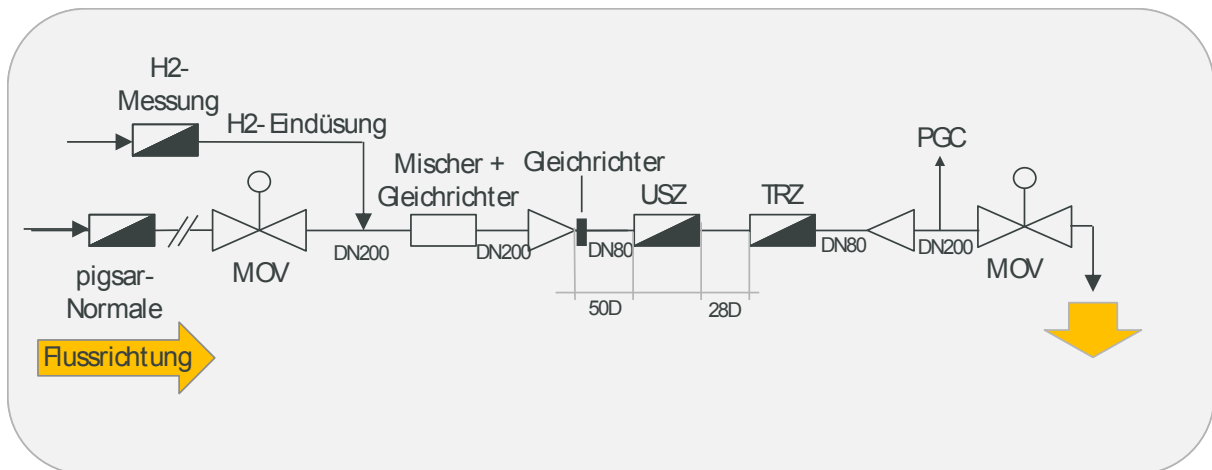 H2-
Messung
H2-Eindüsung
Mischer +
Gleichrichter
Gleichrichter
USZ
TRZ
PGC
DN200
DN200
DN80
DN80
DN200
MOV
MOV
pigsar-
Normale
50D
28D
Flussrichtung